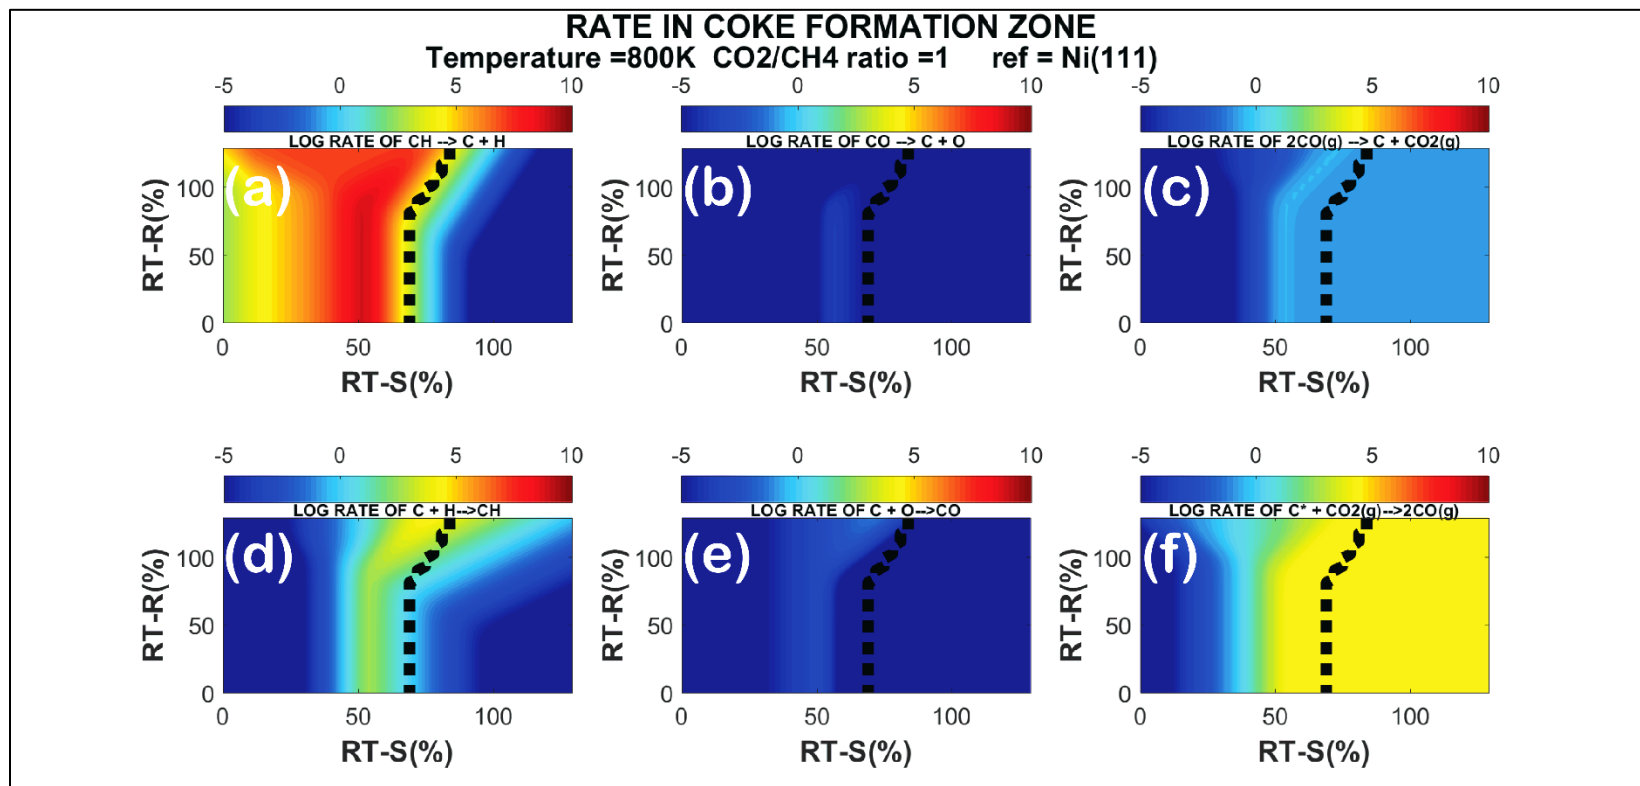 RATE IN COKE FORMATION ZONE
Temperature =800K CO2/CH4 ratio =1 ref = Ni(111)
-5 0 5 10
LOG RATE OF CH --> C + H
(a)
RT-R(%)
100
50
0
0 50 100
RT-S(%)
-5 0 5 10
LOG RATE OF CO --> C + O
(b)
RT-R(%)
100
50
0
0 50 100
RT-S(%)
-5 0 5 10
LOG RATE OF 2CO(g) --> C + CO2(g)
(c)
RT-R(%)
100
50
0
0 50 100
RT-S(%)
-5 0 5 10
LOG RATE OF C + H-->CH
(d)
RT-R(%)
100
50
0
0 50 100
RT-S(%)
-5 0 5 10
LOG RATE OF C + O-->CO
(e)
RT-R(%)
100
50
0
0 50 100
RT-S(%)
-5 0 5 10
LOG RATE OF C* + CO2(g)-->2CO(g)
(f)
RT-R(%)
100
50
0
0 50 100
RT-S(%)